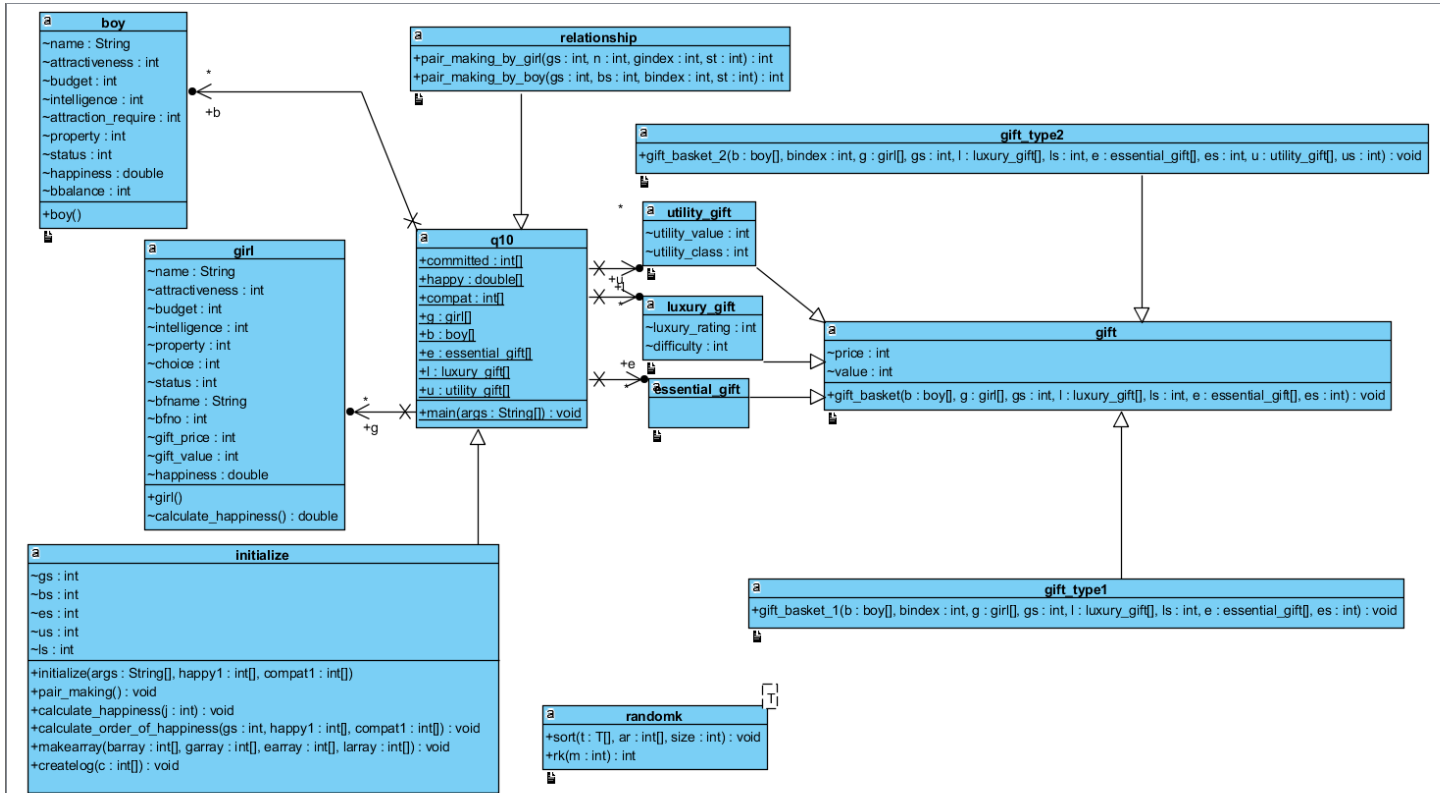 boy
~name : String
~attractiveness : int
~budget : int
~intelligence : int
~attraction_require : int
~property : int
~status : int
~happiness : double
~bbalance : int
+boy()
*
+b
relationship
+pair_making_by_girl(gs : int, n : int, gindex : int, st : int) : int
+pair_making_by_boy(gs : int, bs : int, bindex : int, st : int) : int
gift_type2
+gift_basket_2(b : boy[], bindex : int, g : girl[], gs : int, l : luxury_gift[], ls : int, e : essential_gift[], es : int, u : utility_gift[], us : int) : void
girl
~name : String
~attractiveness : int
~budget : int
~intelligence : int
~property : int
~choice : int
~status : int
~bfname : String
~bfno : int
~gift_price : int
~gift_value : int
~happiness : double
+girl()
~calculate_happiness() : double
*
+g
q10
+committed : int[]
+happy : double[]
+compat : int[]
+g : girl[]
+b : boy[]
+e : essential_gift[]
+l : luxury_gift[]
+u : utility_gift[]
+main(args : String[]) : void
*
+u
+l
*
+e
*
utility_gift
~utility_value : int
~utility_class : int
luxury_gift
~luxury_rating : int
~difficulty : int
essential_gift
gift
~price : int
~value : int
+gift_basket(b : boy[], g : girl[], gs : int, l : luxury_gift[], ls : int, e : essential_gift[], es : int) : void
initialize
~gs : int
~bs : int
~es : int
~us : int
~ls : int
+initialize(args : String[], happy1 : int[], compat1 : int[])
+pair_making() : void
+calculate_happiness(j : int) : void
+calculate_order_of_happiness(gs : int, happy1 : int[], compat1 : int[]) : void
+makearray(barray : int[], garray : int[], earray : int[], larray : int[]) : void
+createlog(c : int[]) : void
gift_type1
+gift_basket_1(b : boy[], bindex : int, g : girl[], gs : int, l : luxury_gift[], ls : int, e : essential_gift[], es : int) : void
T
randomk
+sort(t : T[], ar : int[], size : int) : void
+rk(m : int) : int